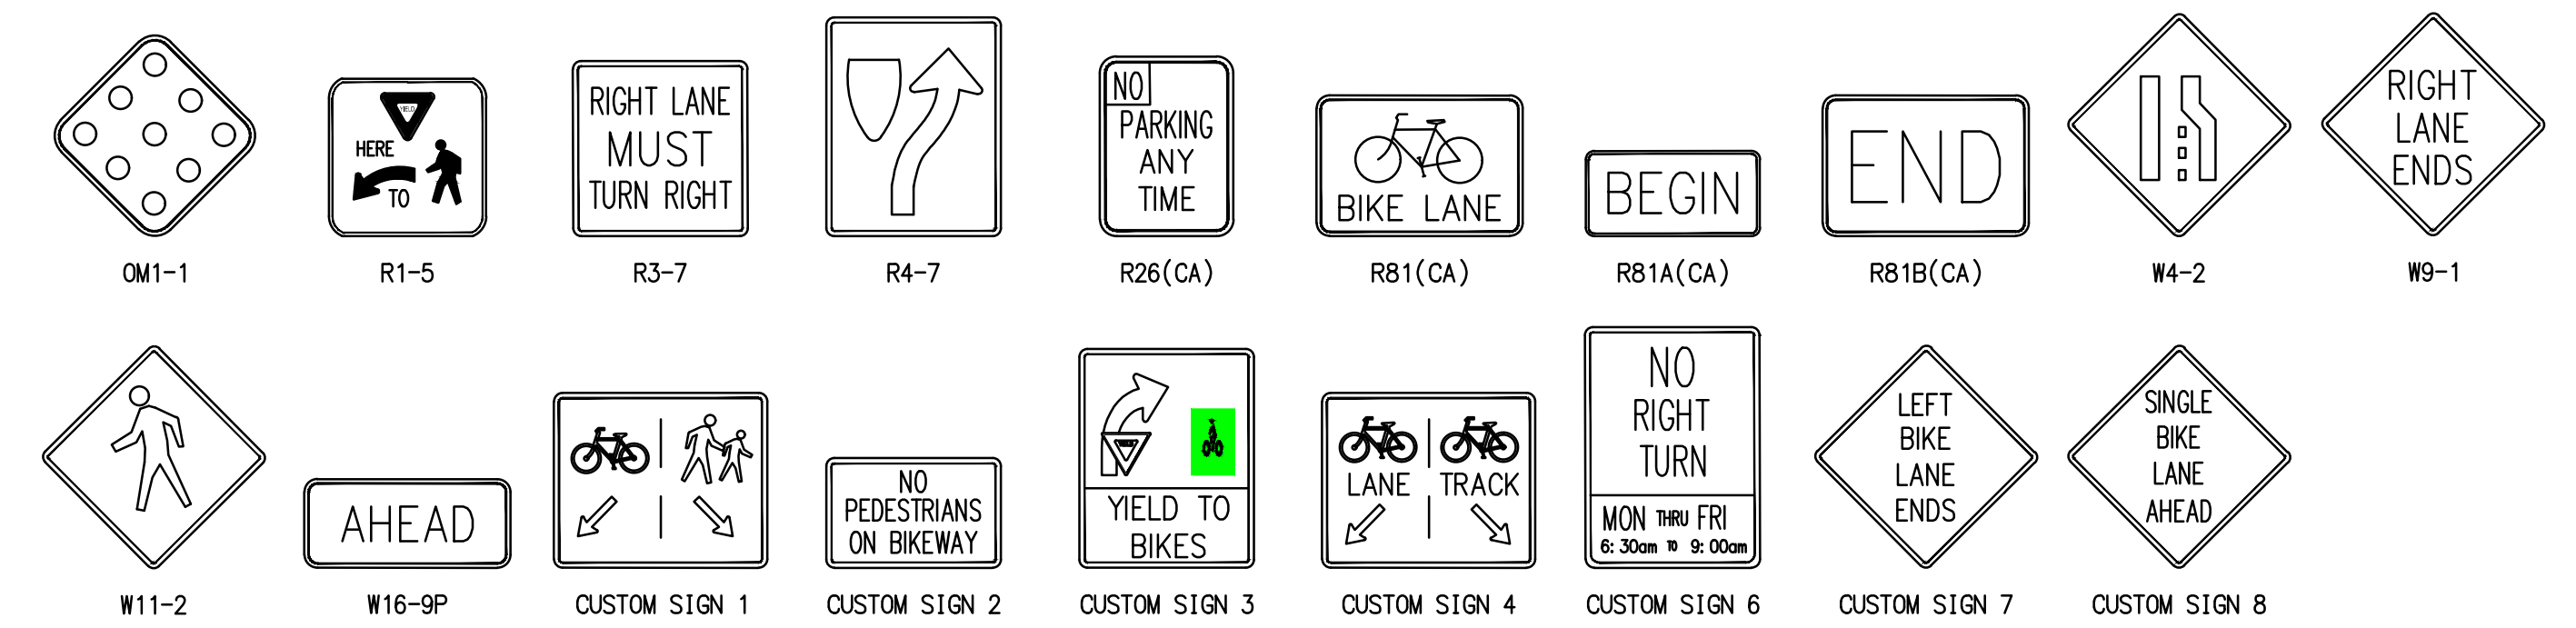 YIELD
HERE
TO
RIGHT LANE
MUST
TURN RIGHT
NO
PARKING
ANY
TIME
BIKE LANE
BEGIN
END
RIGHT
LANE
ENDS
OM1-1
R1-5
R3-7
R4-7
R26(CA)
R81(CA)
R81A(CA)
R81B(CA)
W4-2
W9-1
AHEAD
NO
PEDESTRIANS
ON BIKEWAY
YIELD
YIELD TO
BIKES
LANE
TRACK
NO
RIGHT
TURN
MON THRU FRI
6:30am TO 9:00am
LEFT
BIKE
LANE
ENDS
SINGLE
BIKE
LANE
AHEAD
W11-2
W16-9P
CUSTOM SIGN 1
CUSTOM SIGN 2
CUSTOM SIGN 3
CUSTOM SIGN 4
CUSTOM SIGN 6
CUSTOM SIGN 7
CUSTOM SIGN 8